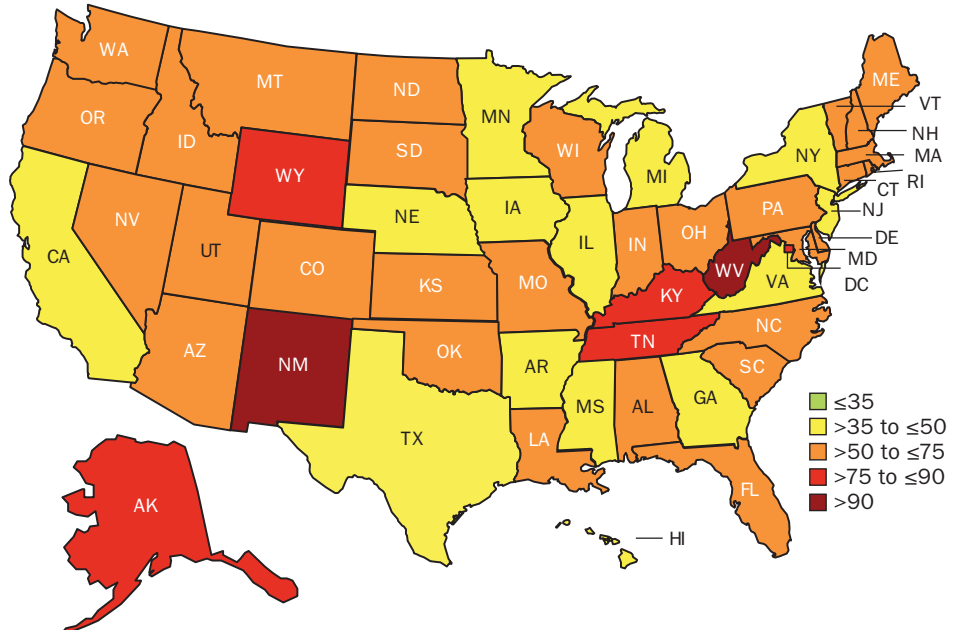 WA
MT
ND
MN
ME
VT
OR
ID
SD
WI
NH
WY
MI
NY
MA
RI
CT
NV
NE
IA
PA
NJ
CA
UT
CO
IL
IN
OH
DE
MD
DC
KS
MO
WV
VA
KY
NC
AZ
NM
OK
TN
AR
SC
TX
MS
AL
GA
LA
FL
AK
HI
≤35
>35 to ≤50
>50 to ≤75
>75 to ≤90
>90